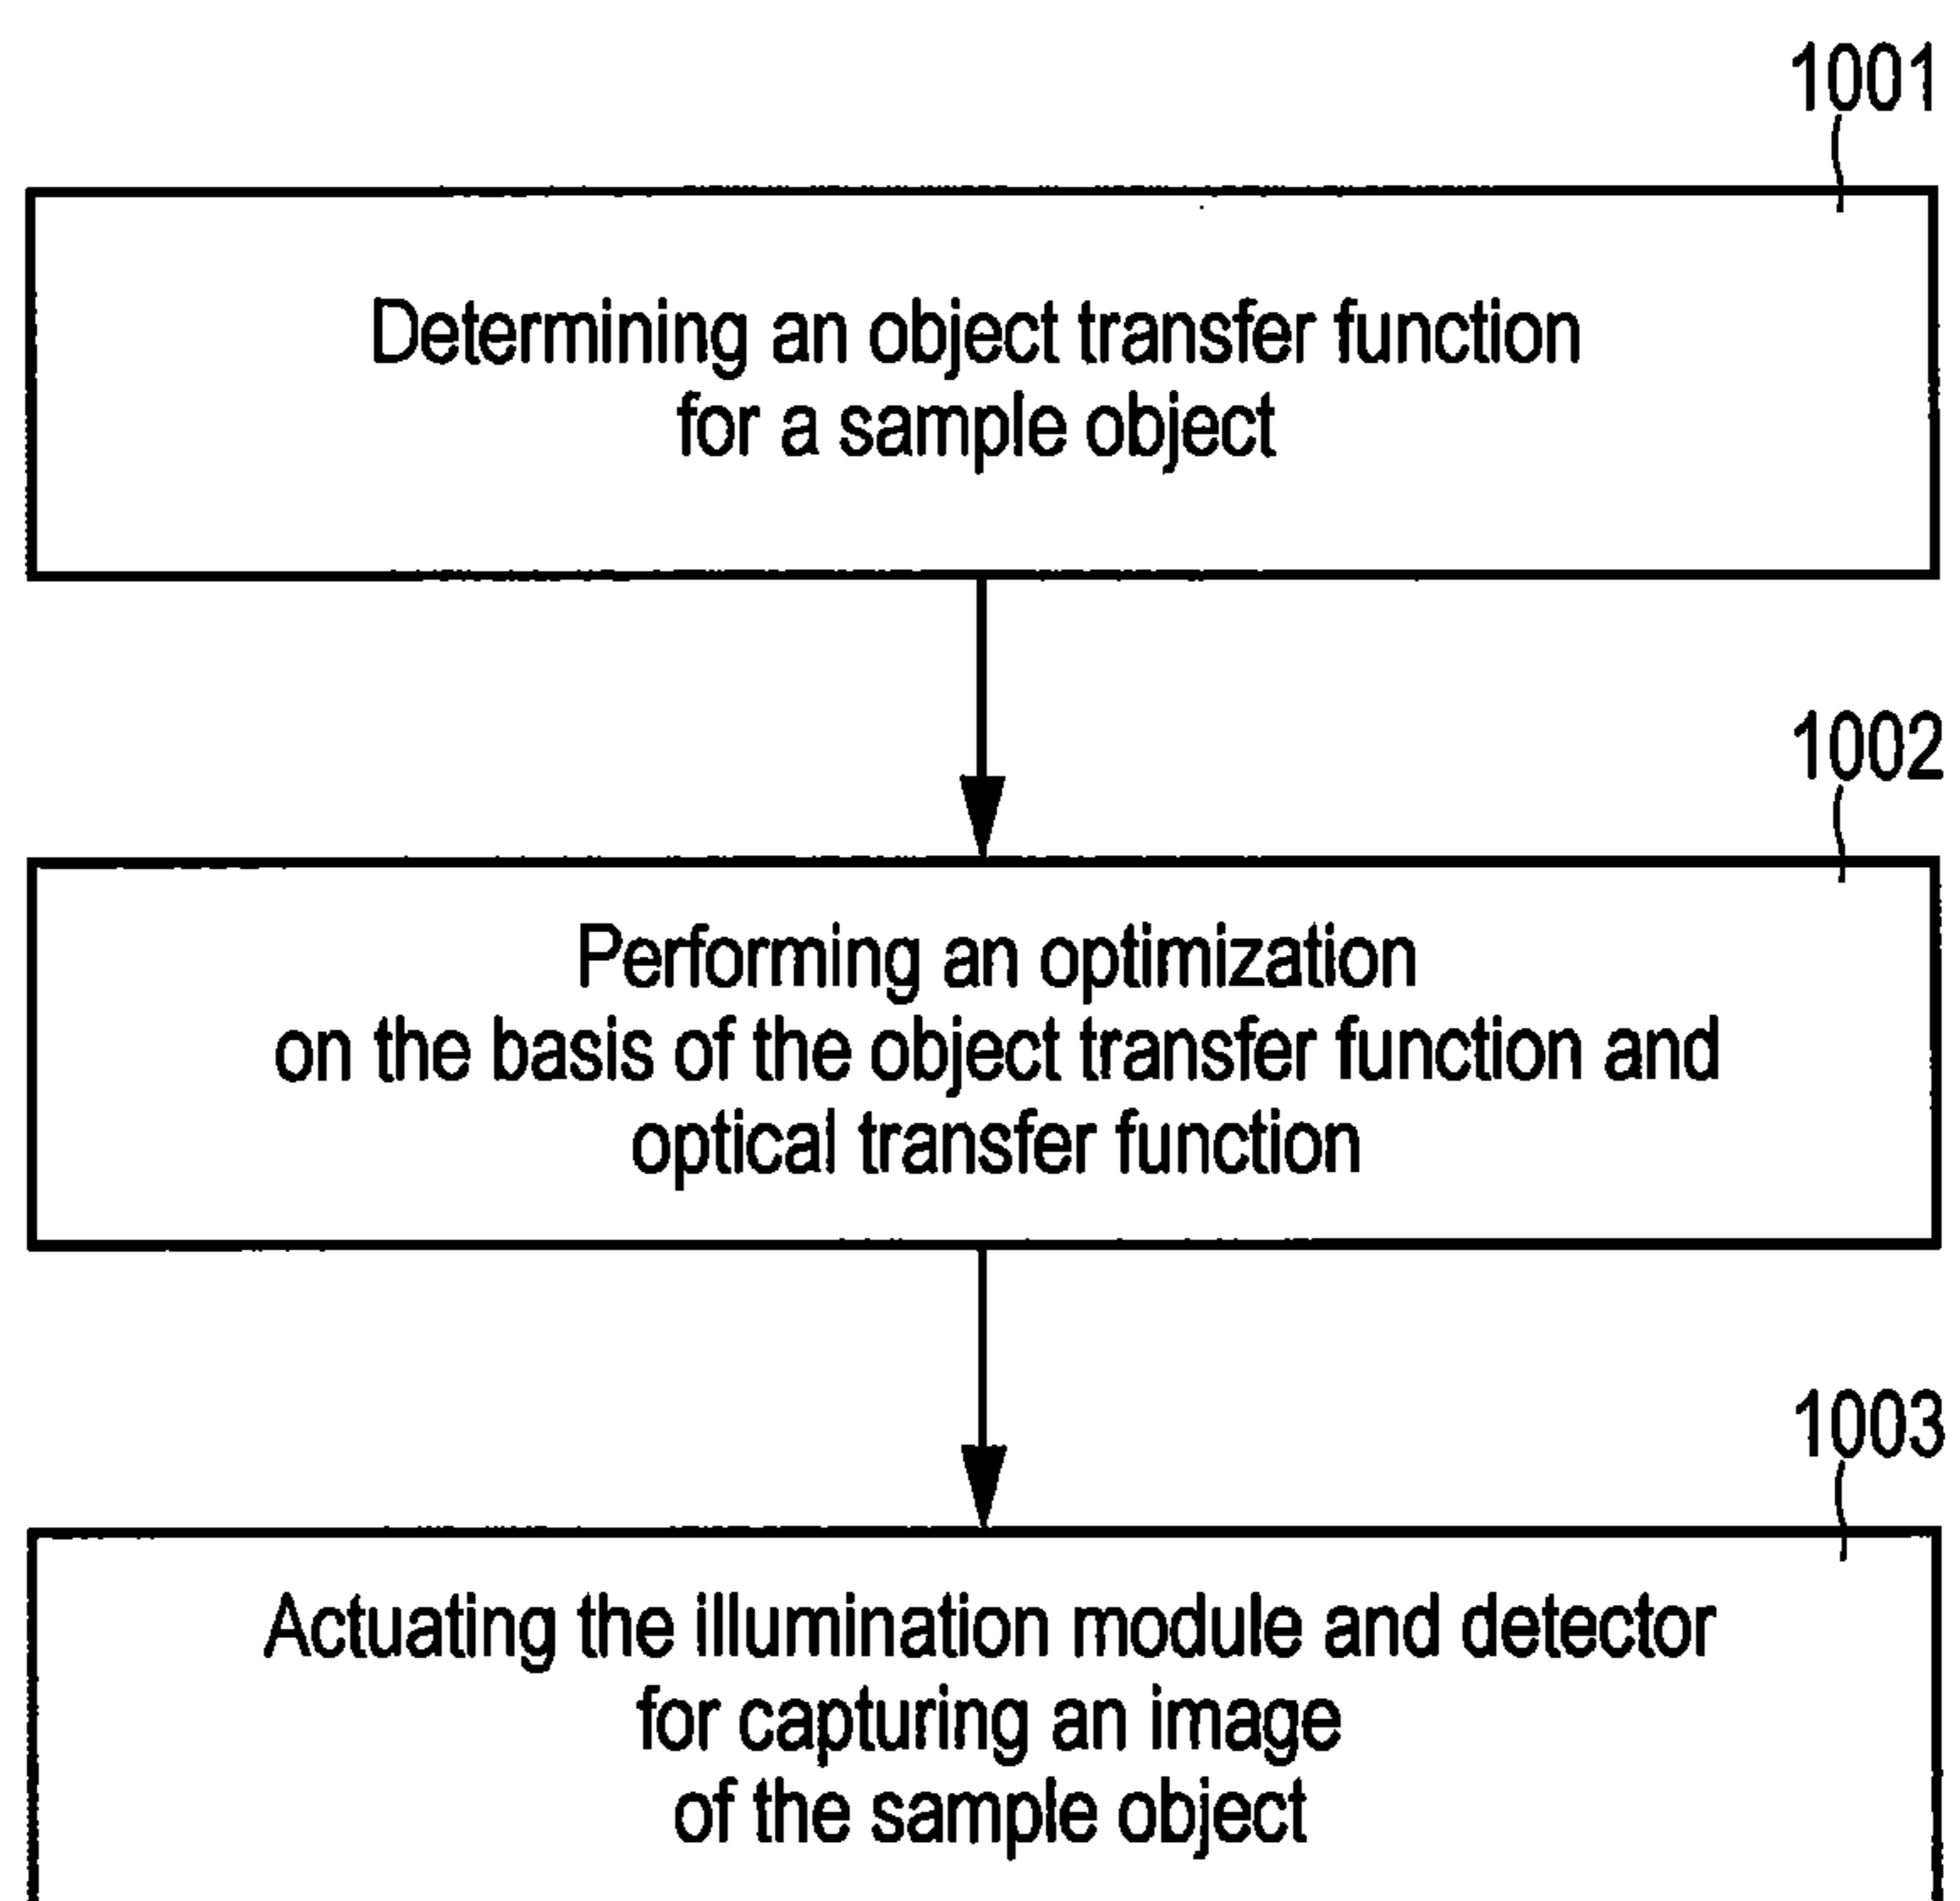 1001
Determining an object transfer function
for a sample object
1002
Performing an optimization
on the basis of the object transfer function and
optical transfer function
1003
Actuating the illumination module and detector
for capturing an image
of the sample object